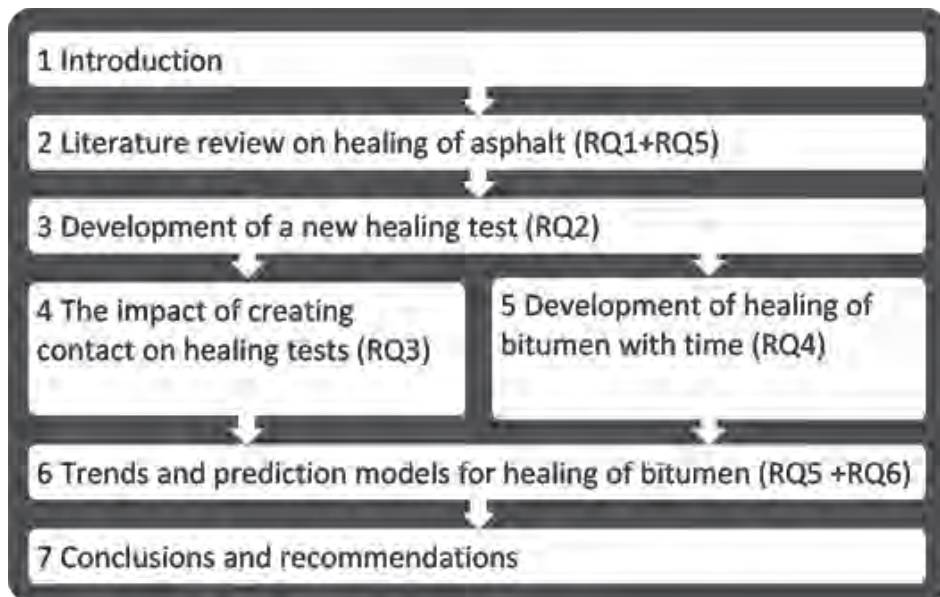 1 Introduction
2 Literature review on healing of asphalt (RQ1+RQ5)
3 Development of a new healing test (RQ2)
4 The impact of creating
contact on healing tests (RQ3)
5 Development of healing of
bitumen with time (RQ4)
6 Trends and prediction models for healing of bitumen (RQ5 +RQ6)
7 Conclusions and recommendations